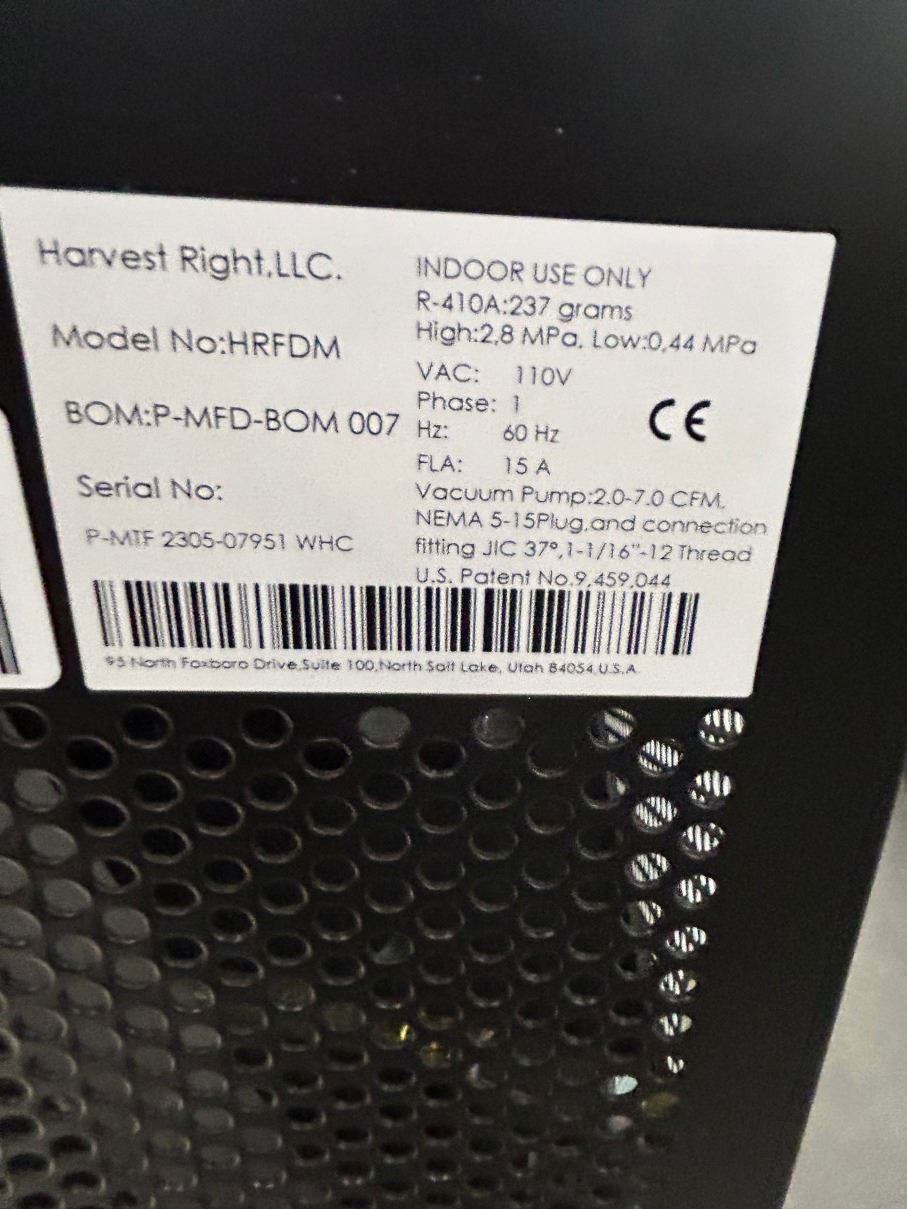 Harvest Right,LLC.
Model No:HRFDM
BOM:P-MFD-BOM 007
Serial No:
P-MTF 2305-07951 WHC
INDOOR USE ONLY
R-410A:237 grams
High:2,8 MPa, Low:0,44 MPa
VAC: 110V
Phase: 1
Hz: 60 Hz
FLA: 15 A
CE
Vacuum Pump:2.0-7.0 CFM,
NEMA 5-15Plug,and connection
fitting JIC 37°,1-1/16"-12 Thread
U.S. Patent No.9,459,044
95 North Foxboro Drive,Suite 100,North Salt Lake, Utah 84054,U.S.A.